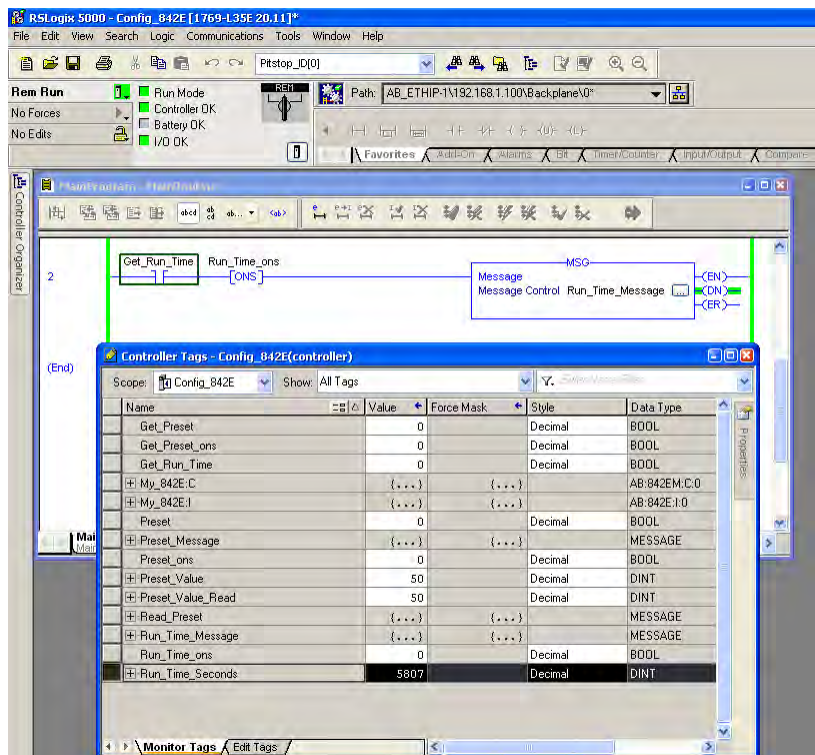 RSLogix 5000 - Config_842E [1769-L35E 20.11]*
File Edit View Search Logic Communications Tools Window Help
Pitstop_ID[0]
Rem Run
No Forces
No Edits
Run Mode
Controller OK
Battery OK
I/O OK
REM
Path: AB_ETHIP-1\192.168.1.100\Backplane\0*
Favorites Add-On Alarms Bit Timer/Counter Input/Output Compare
Controller Organizer
MainProgram - MainRoutine
abcd ab cd ab... <ab>
2
Get_Run_Time Run_Time_ons
ONS
MSG
Message
Message Control Run_Time_Message ...
EN
DN
ER
(End)
Controller Tags - Config_842E(controller)
Scope: Config_842E Show: All Tags
Name Value Force Mask Style Data Type
Get_Preset 0 Decimal BOOL
Get_Preset_ons 0 Decimal BOOL
Get_Run_Time 0 Decimal BOOL
My_842E:C {...} {...} AB:842EM:C:0
My_842E:I {...} {...} AB:842E:I:0
Preset 0 Decimal BOOL
Preset_Message {...} {...} MESSAGE
Preset_ons 0 Decimal BOOL
Preset_Value 50 Decimal DINT
Preset_Value_Read 50 Decimal DINT
Read_Preset {...} {...} MESSAGE
Run_Time_Message {...} {...} MESSAGE
Run_Time_ons 0 Decimal BOOL
Run_Time_Seconds 5807 Decimal DINT
Properties
Monitor Tags Edit Tags